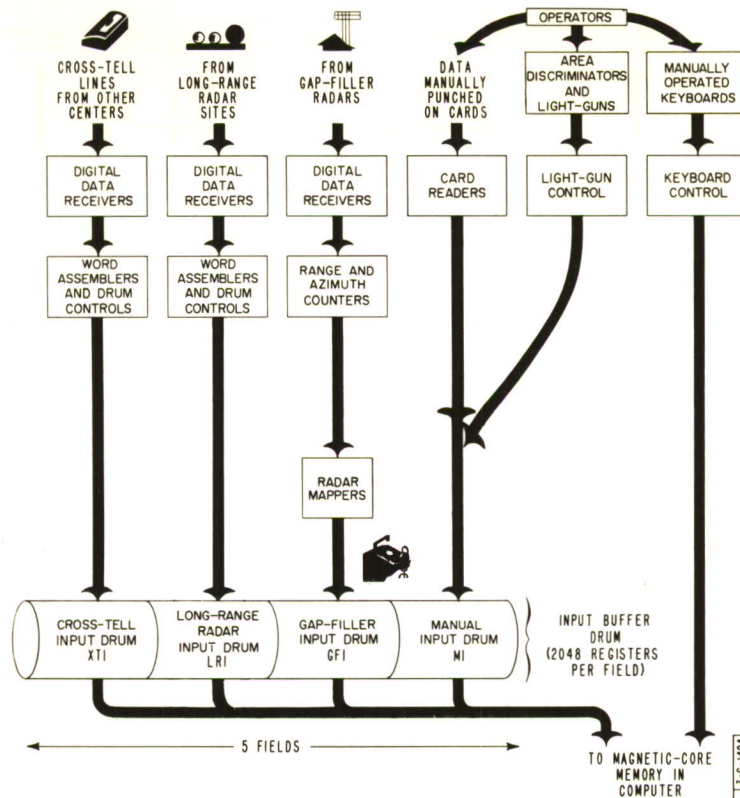 OPERATORS
CROSS-TELL
LINES
FROM OTHER
CENTERS
FROM
LONG-RANGE
RADAR
SITES
FROM
GAP-FILLER
RADARS
DATA
MANUALLY
PUNCHED
ON CARDS
AREA
DISCRIMINATORS
AND
LIGHT-GUNS
MANUALLY
OPERATED
KEYBOARDS
DIGITAL
DATA
RECEIVERS
DIGITAL
DATA
RECEIVERS
DIGITAL
DATA
RECEIVERS
CARD
READERS
LIGHT-GUN
CONTROL
KEYBOARD
CONTROL
WORD
ASSEMBLERS
AND DRUM
CONTROLS
WORD
ASSEMBLERS
AND DRUM
CONTROLS
RANGE AND
AZIMUTH
COUNTERS
RADAR
MAPPERS
CROSS-TELL
INPUT DRUM
XTI
LONG-RANGE
RADAR
INPUT DRUM
LRI
GAP-FILLER
INPUT DRUM
GFI
MANUAL
INPUT DRUM
MI
INPUT BUFFER
DRUM
(2048 REGISTERS
PER FIELD)
5 FIELDS
TO MAGNETIC-CORE
MEMORY IN
COMPUTER